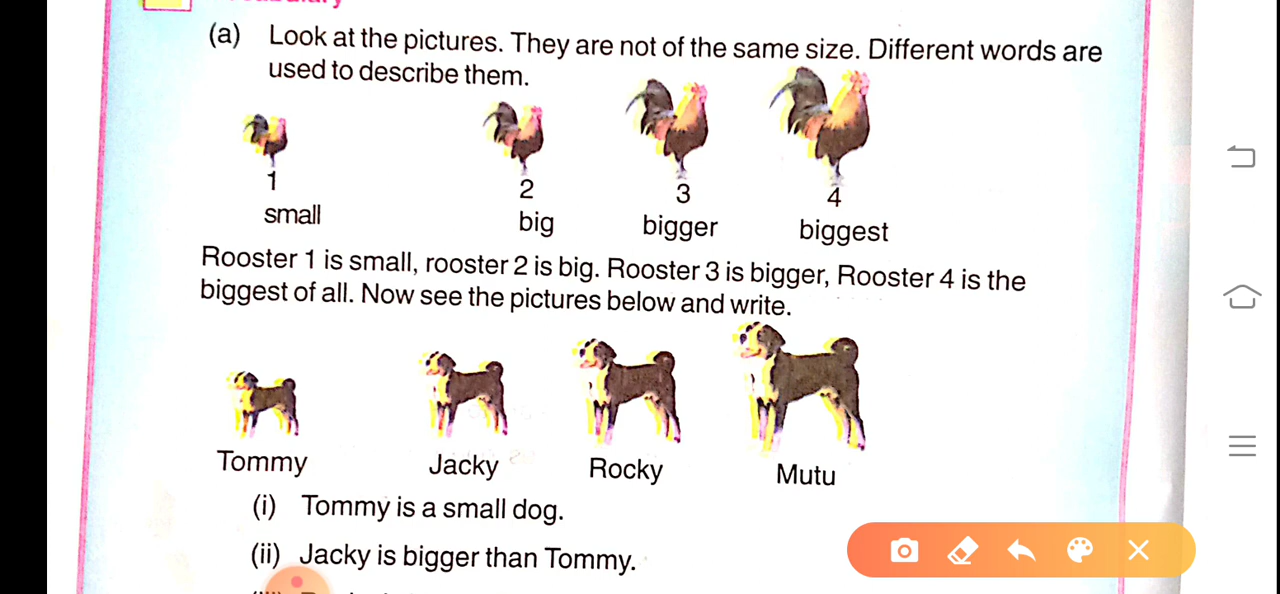 (a) Look at the pictures. They are not of the same size. Different words are
used to describe them.
1 2 3 4
small big bigger biggest
Rooster 1 is small, rooster 2 is big. Rooster 3 is bigger, Rooster 4 is the
biggest of all. Now see the pictures below and write.
Tommy Jacky Rocky Mutu
(i) Tommy is a small dog.
(ii) Jacky is bigger than Tommy.